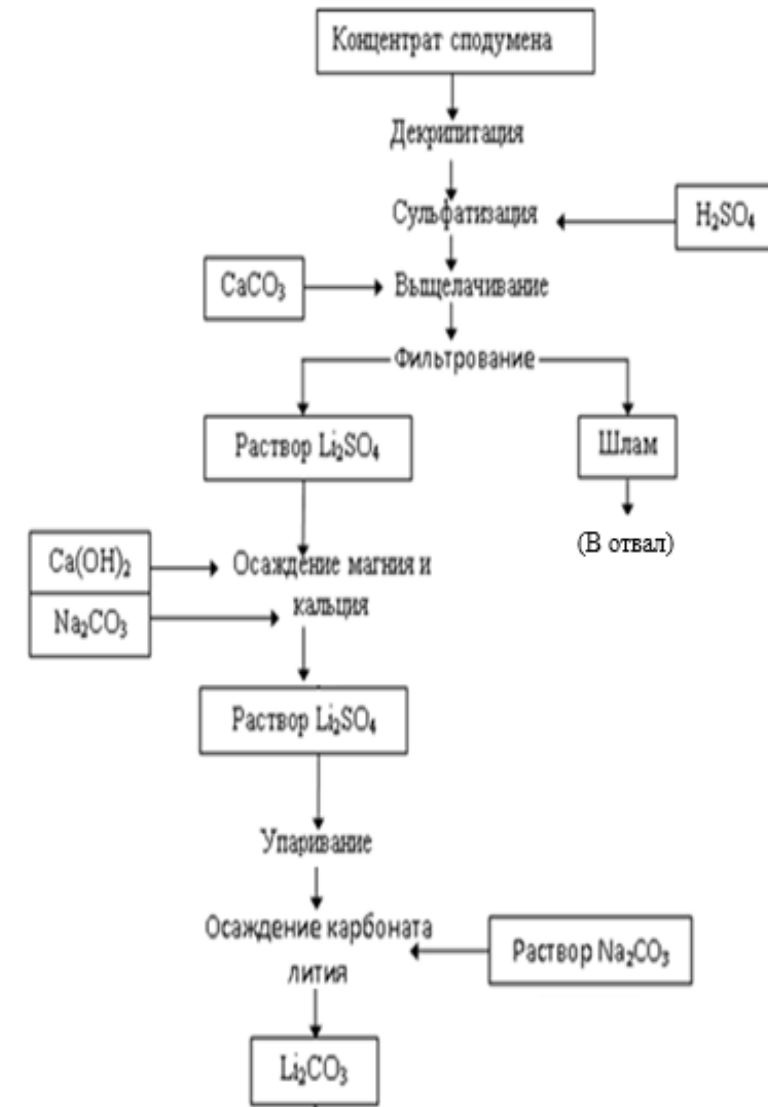 Концентрат сподумена
Декрипитация
Сульфатизация
H₂SO₄
CaCO₃
Выщелачивание
Фильтрование
Раствор Li₂SO₄
Шлам
(В отвал)
Ca(OH)₂
Осаждение магния и
кальция
Na₂CO₃
Раствор Li₂SO₄
Упаривание
Осаждение карбоната
лития
Раствор Na₂CO₃
Li₂CO₃